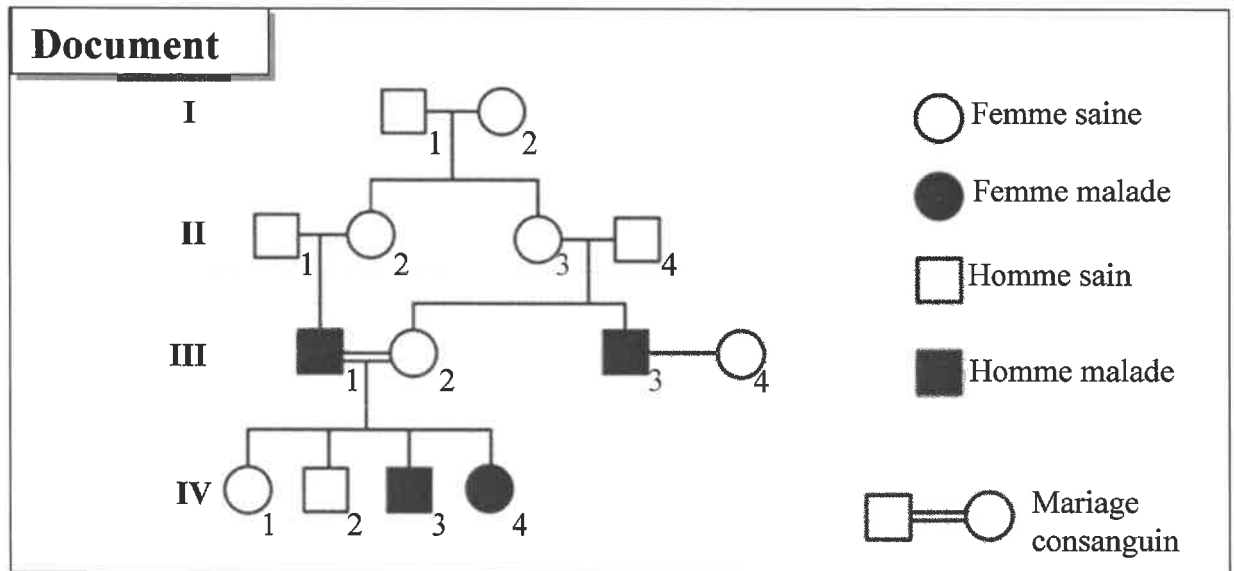 Document
I
1
2
Femme saine
Femme malade
II
1
2
3
4
Homme sain
III
1
2
3
4
Homme malade
IV
1
2
3
4
Mariage
consanguin